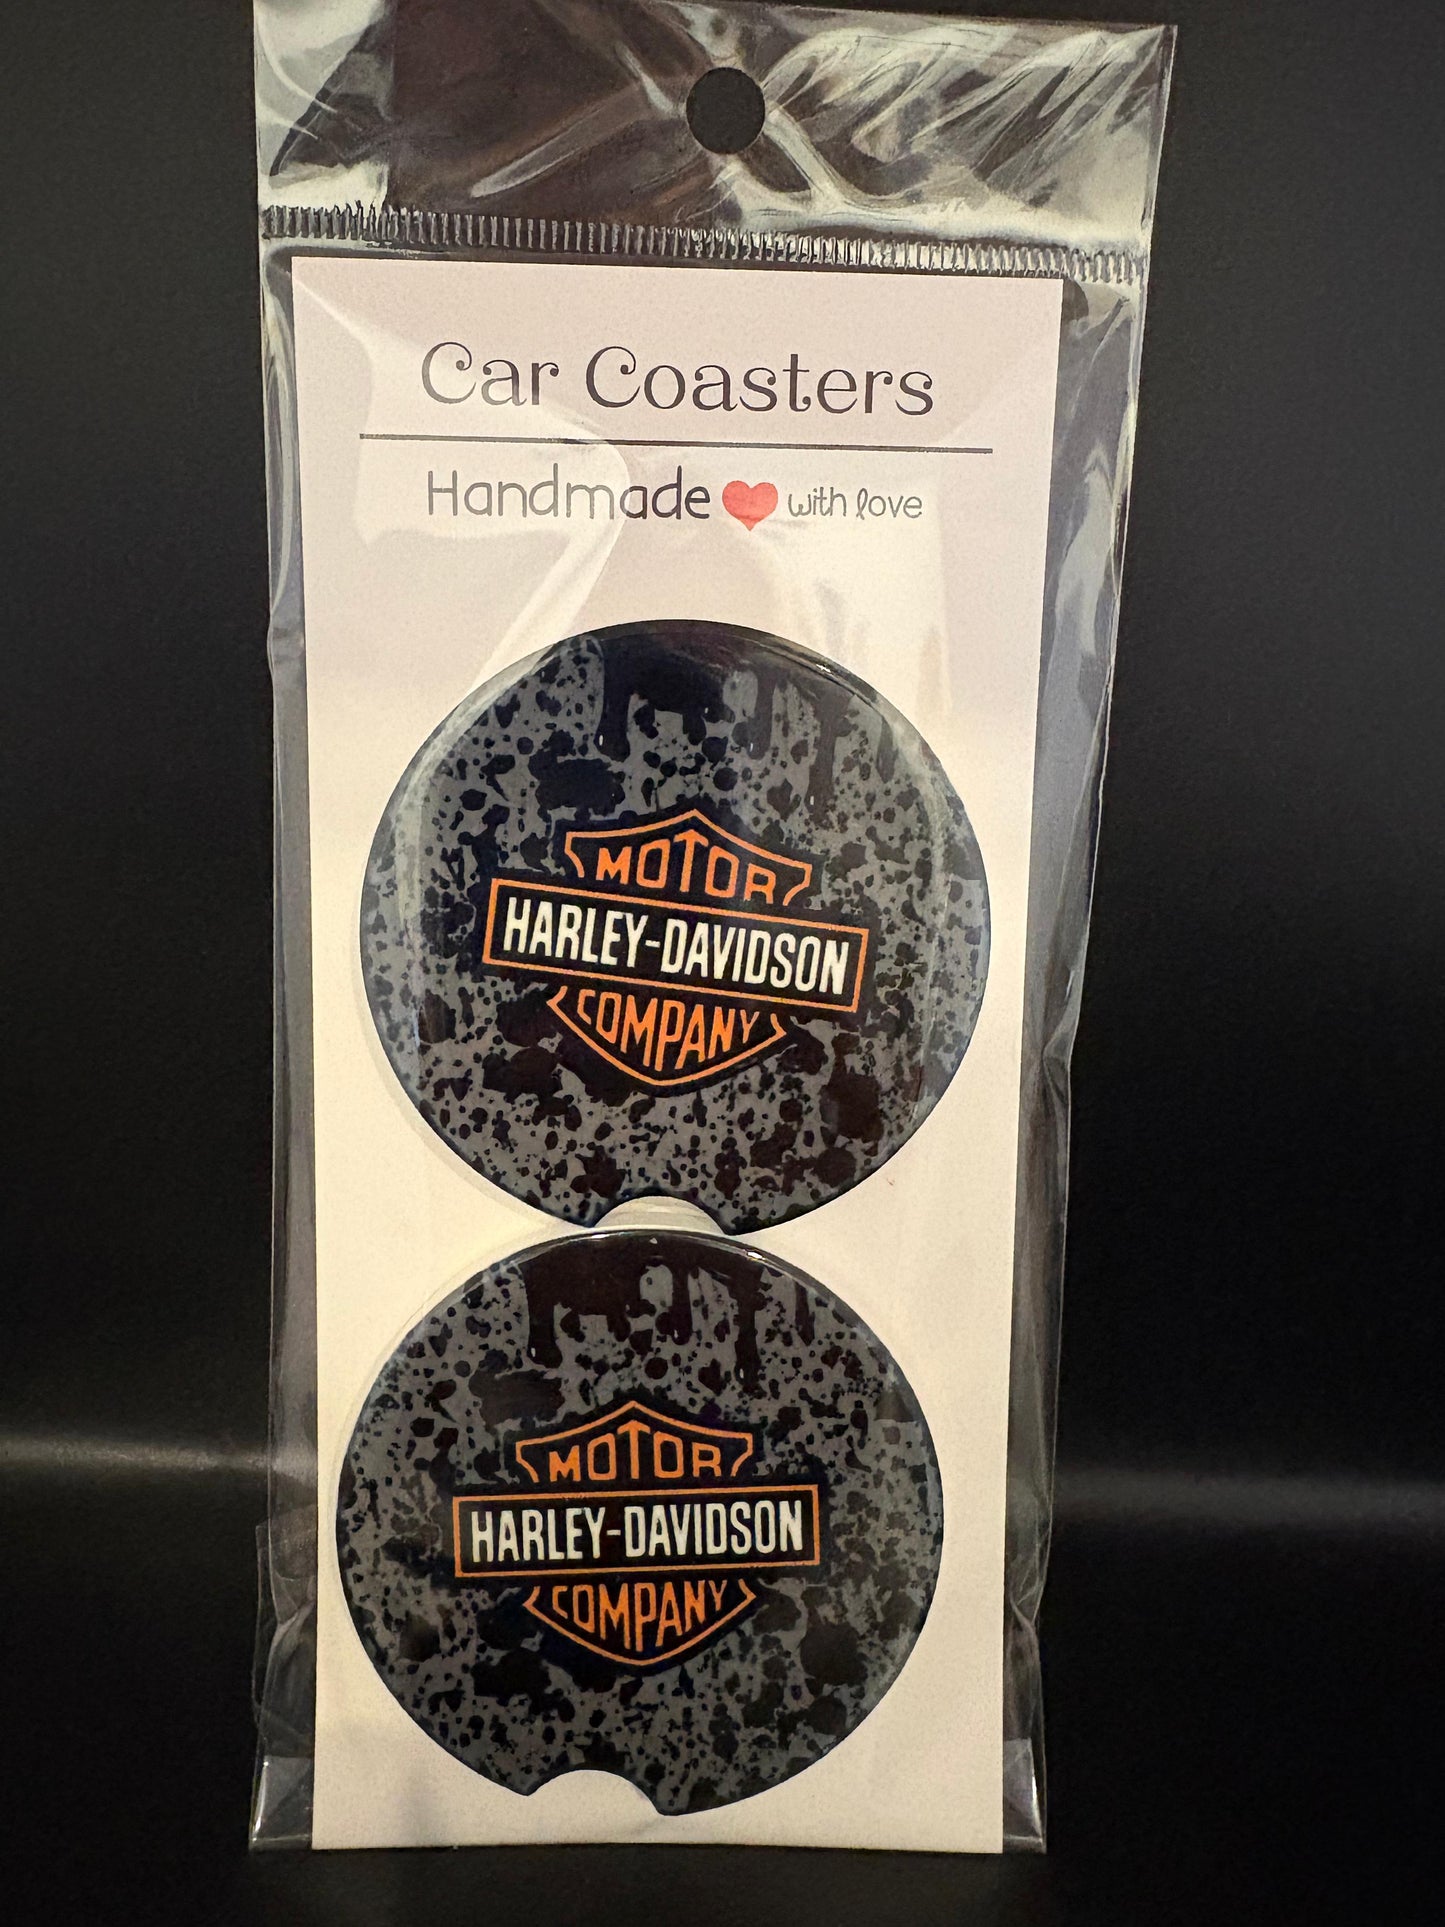 Car Coasters
Handmade with love
MOTOR
HARLEY-DAVIDSON
COMPANY
MOTOR
HARLEY-DAVIDSON
COMPANY